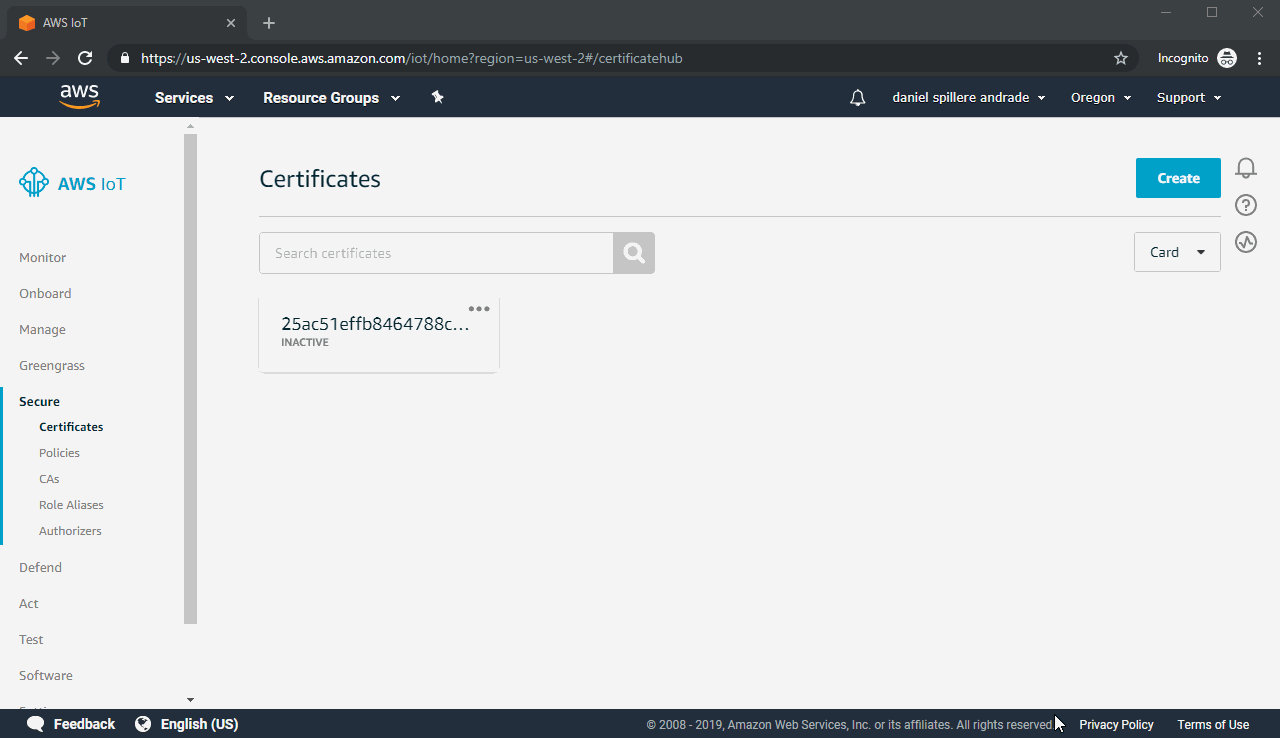 AWS IoT
https://us-west-2.console.aws.amazon.com/iot/home?region=us-west-2#/certificatehub
Incognito
aws
Services
Resource Groups
daniel spillere andrade
Oregon
Support
AWS IoT
Certificates
Create
Search certificates
Card
25ac51effb8464788c...
INACTIVE
Monitor
Onboard
Manage
Greengrass
Secure
Certificates
Policies
CAs
Role Aliases
Authorizers
Defend
Act
Test
Software
Feedback
English (US)
© 2008 - 2019, Amazon Web Services, Inc. or its affiliates. All rights reserved
Privacy Policy
Terms of Use